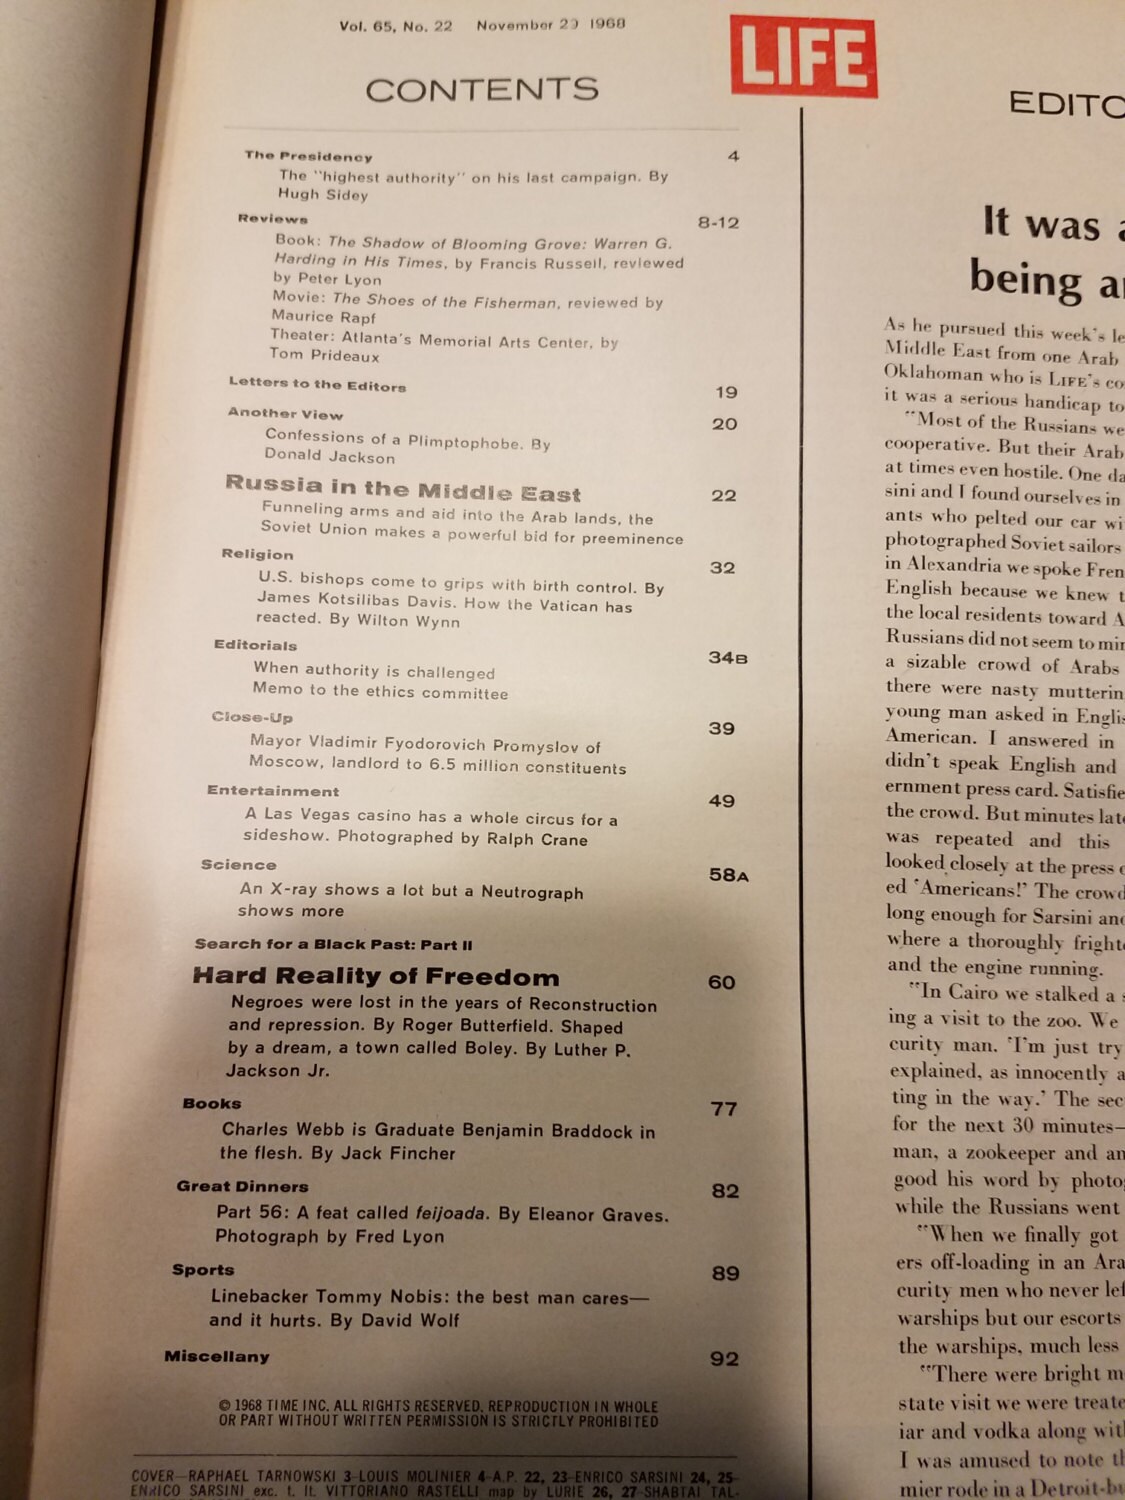 Vol. 65, No. 22 November 29 1968
LIFE
CONTENTS
The Presidency 4
The "highest authority" on his last campaign. By
Hugh Sidey
Reviews 8-12
Book: The Shadow of Blooming Grove: Warren G.
Harding in His Times, by Francis Russell, reviewed
by Peter Lyon
Movie: The Shoes of the Fisherman, reviewed by
Maurice Rapf
Theater: Atlanta's Memorial Arts Center, by
Tom Prideaux
Letters to the Editors 19
Another View 20
Confessions of a Plimptophobe. By
Donald Jackson
Russia in the Middle East 22
Funneling arms and aid into the Arab lands, the
Soviet Union makes a powerful bid for preeminence
Religion 32
U.S. bishops come to grips with birth control. By
James Kotsilibas Davis. How the Vatican has
reacted. By Wilton Wynn
Editorials 34B
When authority is challenged
Memo to the ethics committee
Close-Up 39
Mayor Vladimir Fyodorovich Promyslov of
Moscow, landlord to 6.5 million constituents
Entertainment 49
A Las Vegas casino has a whole circus for a
sideshow. Photographed by Ralph Crane
Science 58A
An X-ray shows a lot but a Neutrograph
shows more
Search for a Black Past: Part II
Hard Reality of Freedom 60
Negroes were lost in the years of Reconstruction
and repression. By Roger Butterfield. Shaped
by a dream, a town called Boley. By Luther P.
Jackson Jr.
Books 77
Charles Webb is Graduate Benjamin Braddock in
the flesh. By Jack Fincher
Great Dinners 82
Part 56: A feat called feijoada. By Eleanor Graves.
Photograph by Fred Lyon
Sports 89
Linebacker Tommy Nobis: the best man cares—
and it hurts. By David Wolf
Miscellany 92
© 1968 TIME INC. ALL RIGHTS RESERVED. REPRODUCTION IN WHOLE
OR PART WITHOUT WRITTEN PERMISSION IS STRICTLY PROHIBITED
COVER—RAPHAEL TARNOWSKI 3—LOUIS MOLINIER 4—A.P. 22, 23—ENRICO SARSINI 24, 25—
ENRICO SARSINI exc. t. lt. VITTORIANO RASTELLI map by LURIE 26, 27—SHABTAI TAL—
EDITO
It was a
being a
As he pursued this week's le
Middle East from one Arab
Oklahoman who is LIFE's co
it was a serious handicap to
"Most of the Russians we
cooperative. But their Arab
at times even hostile. One da
sini and I found ourselves in
ants who pelted our car wi
photographed Soviet sailors
in Alexandria we spoke Fren
English because we knew t
the local residents toward A
Russians did not seem to min
a sizable crowd of Arabs
there were nasty mutterin
young man asked in Englis
American. I answered in
didn't speak English and
ernment press card. Satisfie
the crowd. But minutes late
was repeated and this
looked closely at the press c
ed 'Americans!' The crowd
long enough for Sarsini and
where a thoroughly frighte
and the engine running.
"In Cairo we stalked a s
ing a visit to the zoo. We
curity man. 'I'm just try
explained, as innocently a
ting in the way.' The sec
for the next 30 minutes—
man, a zookeeper and an
good his word by photog
while the Russians went
"When we finally got
ers off-loading in an Ara
curity men who never lef
warships but our escorts
the warships, much less
"There were bright m
state visit we were treate
iar and vodka along with
I was amused to note th
mier rode in a Detroit-bu